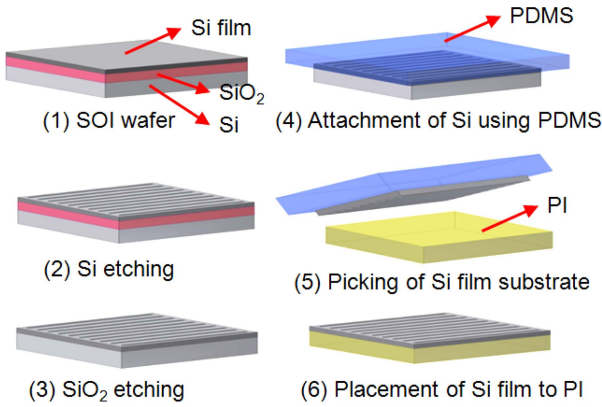 Si film
SiO2
Si
(1) SOI wafer
(2) Si etching
(3) SiO2 etching
PDMS
(4) Attachment of Si using PDMS
PI
(5) Picking of Si film substrate
(6) Placement of Si film to PI